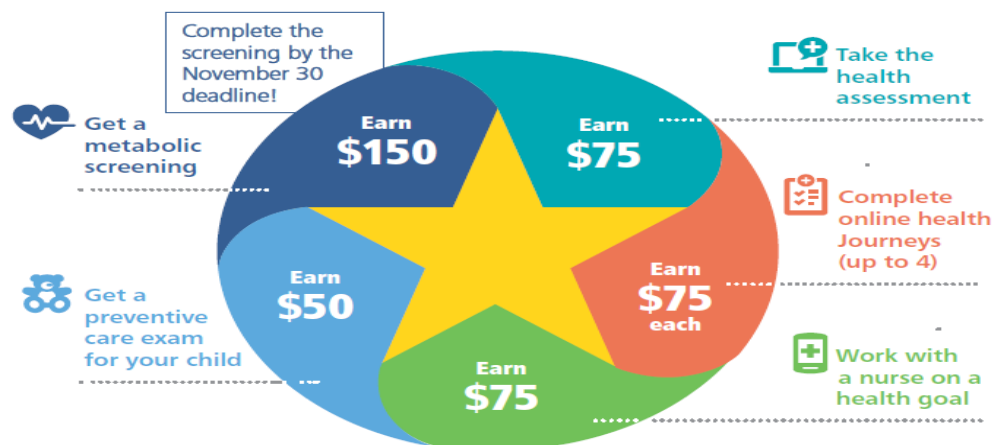 Complete the
screening by the
November 30
deadline!
Get a
metabolic
screening
Earn
$150
Earn
$75
Take the
health
assessment
Complete
online health
Journeys
(up to 4)
Earn
$75
each
Get a
preventive
care exam
for your child
Earn
$50
Earn
$75
Work with
a nurse on a
health goal